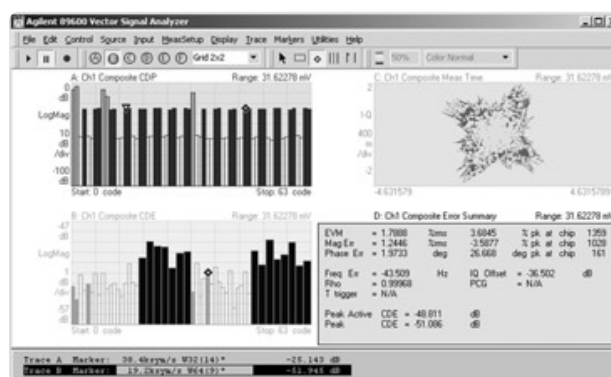 Agilent 89600 Vector Signal Analyzer
File Edit Control Source Input MeasSetup Display Trace Markers Utilities Help
A B C D E F Grid 2x2 50% Color Normal
A: Ch1 Composite CDP Range: 31.62278 mV
0
dB
LogMag
10
dB
/div
-100
dB
Start: 0 code Stop: 63 code
C: Ch1 Composite Meas Time Range: 31.62278 mV
2
I-Q
400
m
/div
-2
-4.631579 4.6315789
B: Ch1 Composite CDE Range: 31.62278 mV
-47
dB
LogMag
1
dB
/div
-57
dB
Start: 0 code Stop: 63 code
D: Ch1 Composite Error Summary Range: 31.62278 mV
EVM = 1.7888 %rms 3.6845 % pk at chip 1359
Mag Err = 1.2446 %rms -3.5877 % pk at chip 1028
Phase Err = 1.9733 deg 26.668 deg pk at chip 161
Freq Err = -43.509 Hz IQ Offset = -36.502 dB
Rho = 0.99968 PCG = N/A
T trigger = N/A
Peak Active CDE = -48.811 dB
Peak CDE = -51.086 dB
Trace A Marker: 38.4ksym/s W32(14)* -25.143 dB
Trace B Marker: 19.2ksym/s W64(9)* -51.945 dB